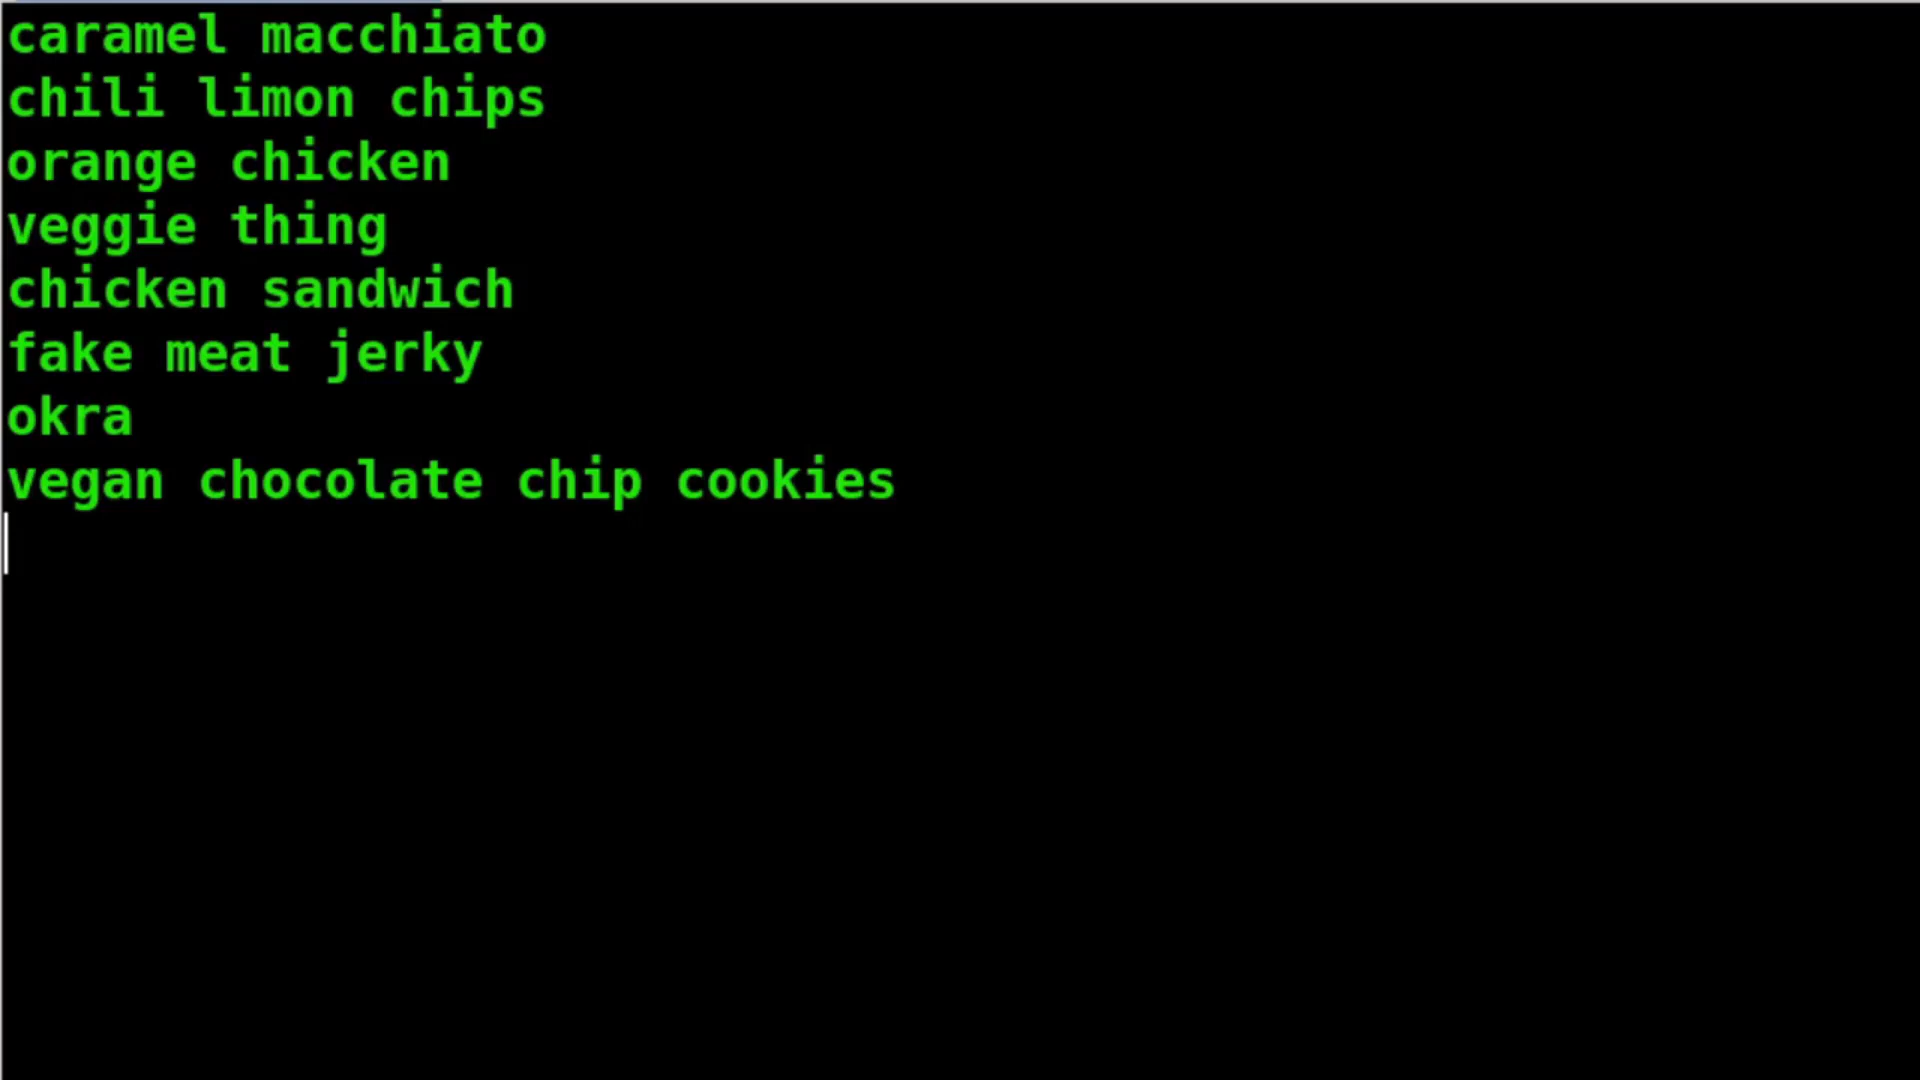 caramel macchiato
chili limon chips
orange chicken
veggie thing
chicken sandwich
fake meat jerky
okra
vegan chocolate chip cookies